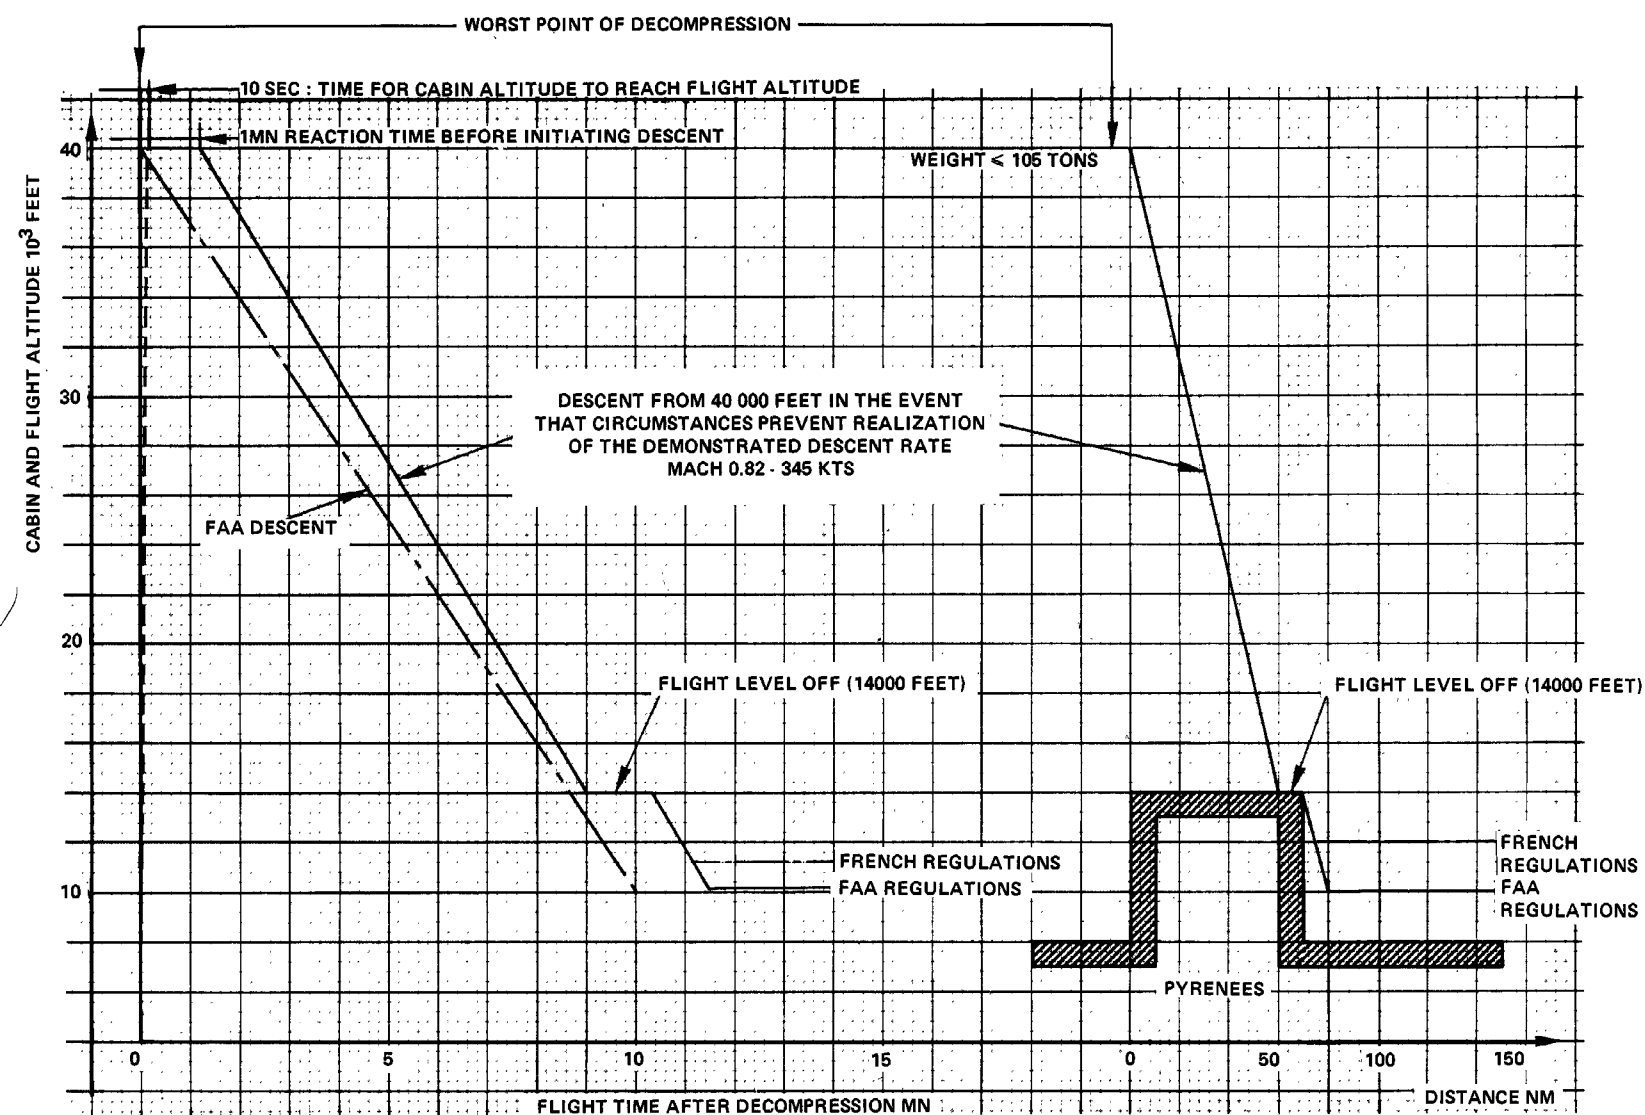 WORST POINT OF DECOMPRESSION
10 SEC : TIME FOR CABIN ALTITUDE TO REACH FLIGHT ALTITUDE
1MN REACTION TIME BEFORE INITIATING DESCENT
WEIGHT ⩽ 105 TONS
CABIN AND FLIGHT ALTITUDE 10³ FEET
40
30
20
10
DESCENT FROM 40 000 FEET IN THE EVENT
THAT CIRCUMSTANCES PREVENT REALIZATION
OF THE DEMONSTRATED DESCENT RATE
MACH 0.82 - 345 KTS
FAA DESCENT
FLIGHT LEVEL OFF (14000 FEET)
FLIGHT LEVEL OFF (14000 FEET)
FRENCH REGULATIONS
FAA REGULATIONS
FRENCH
REGULATIONS
FAA
REGULATIONS
PYRENEES
0 5 10 15 0 50 100 150
FLIGHT TIME AFTER DECOMPRESSION MN
DISTANCE NM